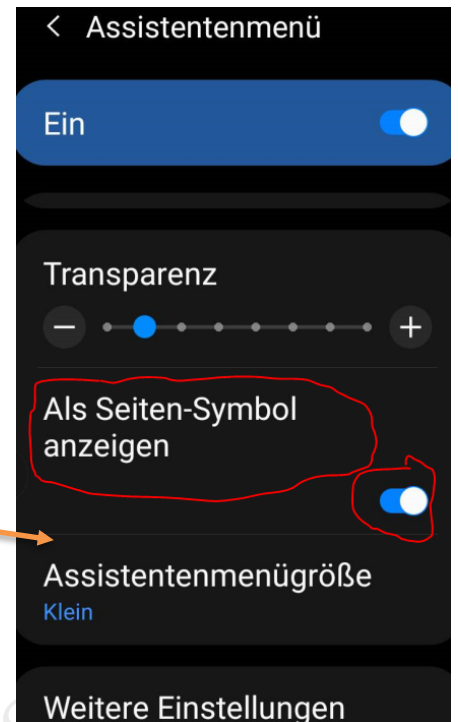 Assistentenmenü
Ein
Transparenz
Als Seiten-Symbol
anzeigen
Assistentenmenügröße
Klein
Weitere Einstellungen